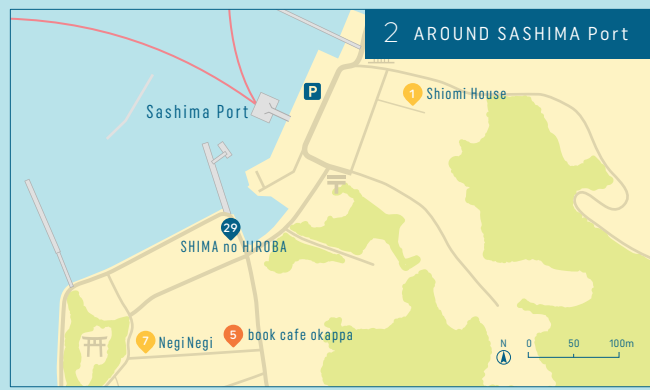 2 AROUND SASHIMA Port
P
1 Shiomi House
Sashima Port
29
SHIMA no HIROBA
7 NegiNegi
5 book cafe okappa
N 0 50 100m